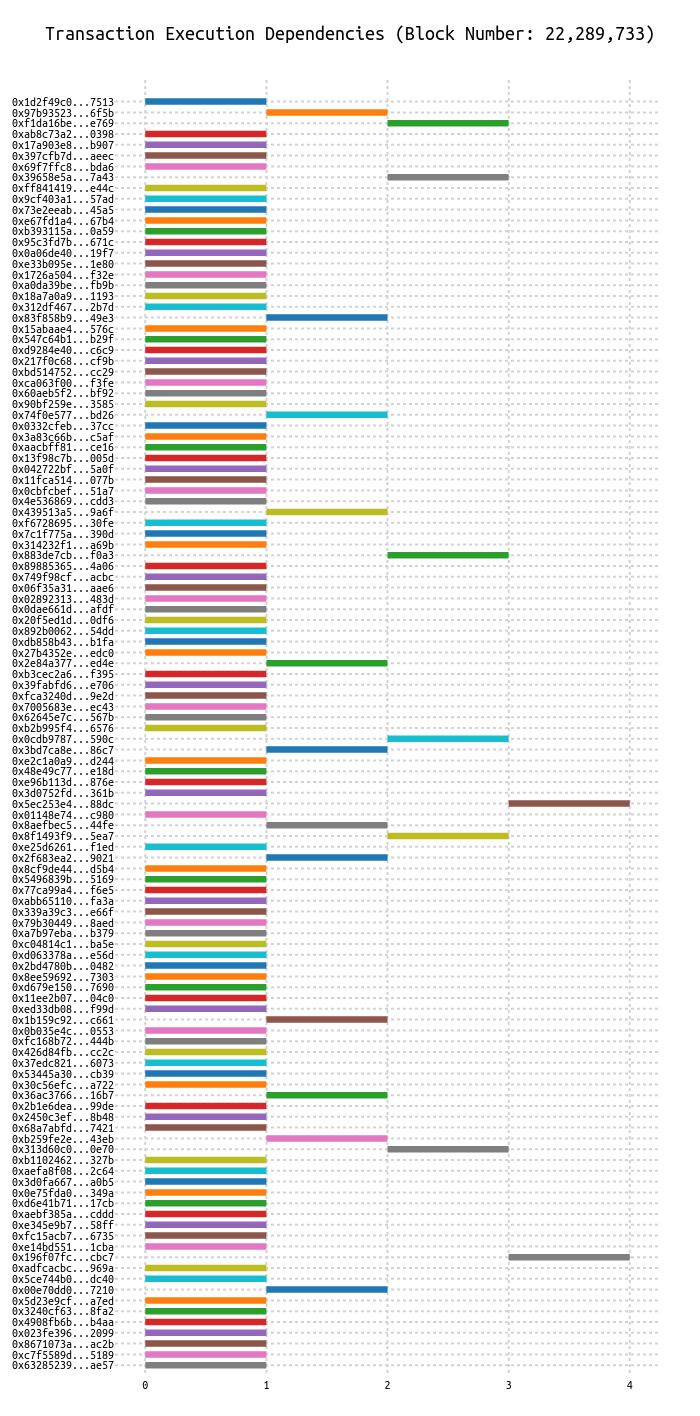 Transaction Execution Dependencies (Block Number: 22,289,733)
0x1d2f49c0...7513
0x97b93523...6f5b
0xf1da16be...e769
0xab8c73a2...0398
0x17a903e8...b907
0x397cfb7d...aeec
0x69f7ffc8...bda6
0x39658e5a...7a43
0xff841419...e44c
0x9cf403a1...57ad
0x73e2eeab...45a5
0xe67fd1a4...67b4
0xb393115a...0a59
0x95c3fd7b...671c
0x0a06de40...19f7
0xe33b095e...1e80
0x1726a504...f32e
0xa0da39be...fb9b
0x18a7a0a9...1193
0x312df467...2b7d
0x83f858b9...49e3
0x15abaae4...576c
0x547c64b1...b29f
0xd9284e40...c6c9
0x217f0c68...cf9b
0xbd514752...cc29
0xca063f00...f3fe
0x60aeb5f2...bf92
0x90bf259e...3585
0x74f0e577...bd26
0x0332cfeb...37cc
0x3a83c66b...c5af
0xaacbff81...ce16
0x13f98c7b...005d
0x042722bf...5a0f
0x11fca514...077b
0x0cbfcbef...51a7
0x4e536869...cdd3
0x439513a5...9a6f
0xf6728695...30fe
0x7c1f775a...390d
0x314232f1...a69b
0x883de7cb...f0a3
0x89885365...4a06
0x749f98cf...acbc
0x06f35a31...aae6
0x02892313...483d
0x0dae661d...afdf
0x20f5ed1d...0df6
0x892b0062...54dd
0xdb858b43...b1fa
0x27b4352e...edc0
0x2e84a377...ed4e
0xb3cec2a6...f395
0x39fabfd6...e706
0xfca3240d...9e2d
0x7005683e...ec43
0x62645e7c...567b
0xb2b995f4...6576
0x0cdb9787...590c
0x3bd7ca8e...86c7
0xe2c1a0a9...d244
0x48e49c77...e18d
0xe96b113d...876e
0x3d0752fd...361b
0x5ec253e4...88dc
0x01148e74...c980
0x8aefbec5...44fe
0x8f1493f9...5ea7
0xe25d6261...f1ed
0x2f683ea2...9021
0x8cf9de44...d5b4
0x5496839b...5169
0x77ca99a4...f6e5
0xabb65110...fa3a
0x339a39c3...e66f
0x79b30449...8aed
0xa7b97eba...b379
0xc04814c1...ba5e
0xd063378a...e56d
0x2bd4780b...0482
0x8ee59692...7303
0xd679e150...7690
0x11ee2b07...04c0
0xed33db08...f99d
0x1b159c92...c661
0x0b035e4c...0553
0xfc168b72...444b
0x426d84fb...cc2c
0x37edc821...6073
0x53445a30...cb39
0x30c56efc...a722
0x36ac3766...16b7
0x2b1e6dea...99de
0x2450c3ef...8b48
0x68a7abfd...7421
0xb259fe2e...43eb
0x313d60c0...0e70
0xb1102462...327b
0xaefa8f08...2c64
0x3d0fa667...a0b5
0x0e75fda0...349a
0xd6e41b71...17cb
0xaebf385a...cddd
0xe345e9b7...58ff
0xfc15acb7...6735
0xe14bd551...1cba
0x196f07fc...cbc7
0xadfcacbc...969a
0x5ce744b0...dc40
0x00e70dd0...7210
0x5d23e9cf...a7ed
0x3240cf63...8fa2
0x4908fb6b...b4aa
0x023fe396...2099
0x8671073a...ac2b
0xc7f5589d...5189
0x63285239...ae57
0 1 2 3 4